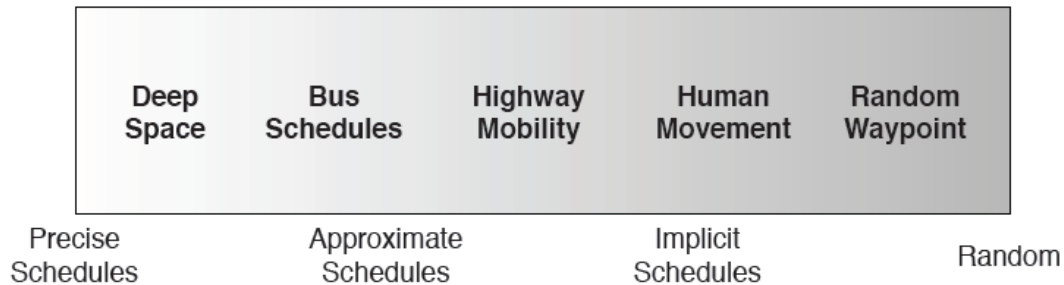 Deep
Space
Bus
Schedules
Highway
Mobility
Human
Movement
Random
Waypoint
Precise
Schedules
Approximate
Schedules
Implicit
Schedules
Random